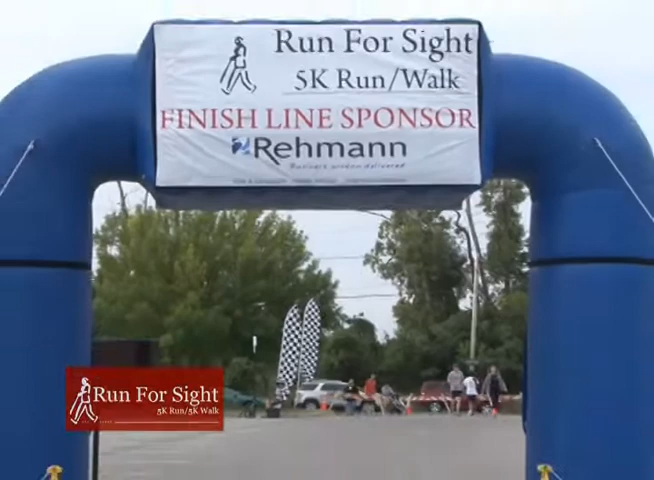 Run For Sight
5K Run/Walk
FINISH LINE SPONSOR
Rehmann
Run For Sight
5K Run/5K Walk